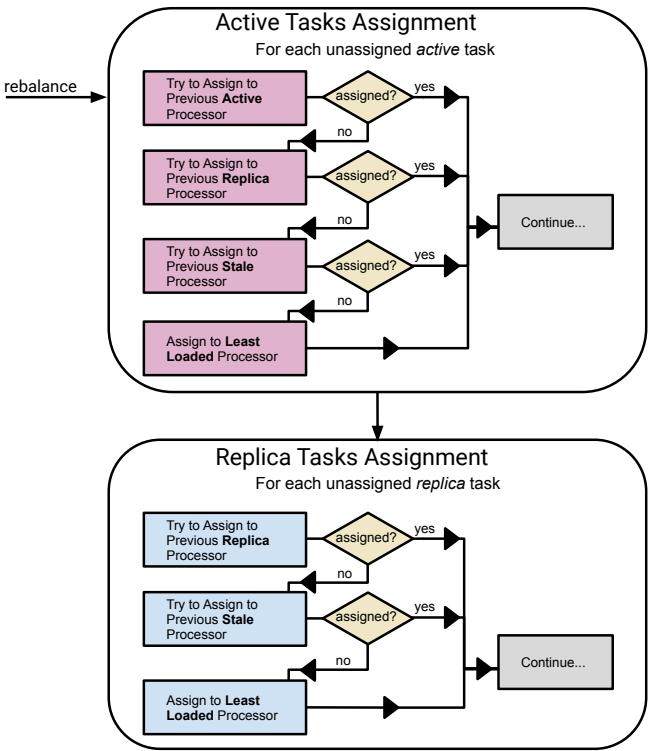 Active Tasks Assignment
For each unassigned active task
rebalance
Try to Assign to
Previous Active
Processor
assigned?
yes
no
Try to Assign to
Previous Replica
Processor
assigned?
yes
no
Continue...
Try to Assign to
Previous Stale
Processor
assigned?
yes
no
Assign to Least
Loaded Processor
Replica Tasks Assignment
For each unassigned replica task
Try to Assign to
Previous Replica
Processor
assigned?
yes
no
Try to Assign to
Previous Stale
Processor
assigned?
yes
no
Continue...
Assign to Least
Loaded Processor